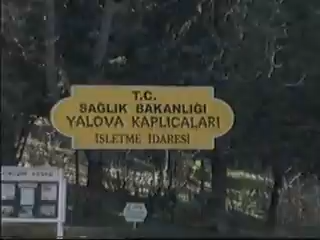 T.C.
SAĞLIK BAKANLIĞI
YALOVA KAPLICALARI
İŞLETME İDARESİ